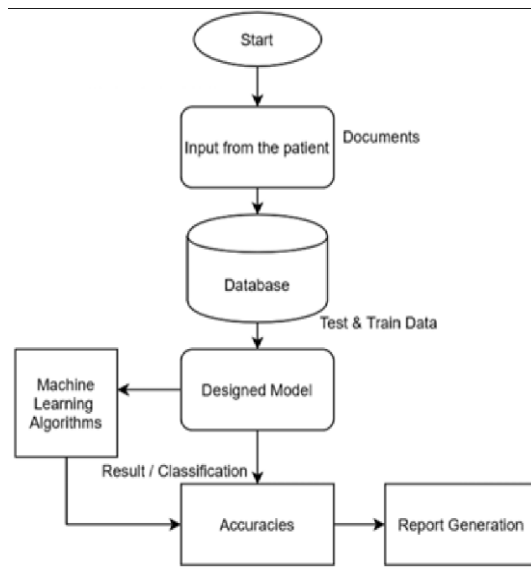 Start
Input from the patient
Documents
Database
Test & Train Data
Machine
Learning
Algorithms
Designed Model
Result / Classification
Accuracies
Report Generation